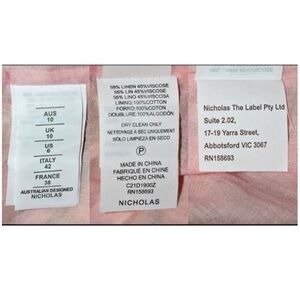 AUS
10
UK
10
US
6
ITALY
42
FRANCE
38
AUSTRALIAN DESIGNED
NICHOLAS
55% LINEN 45%VISCOSE
55% LIN 45%VISCOSE
55% LINO 45%VISCOSE
LINING:100%COTTON
FORRO:100%COTON
DOUBLURE:100%ALGODÓN
DRY CLEAN ONLY
NETTOYAGE À SEC UNIQUEMENT
SÓLO LIMPIEZA EN SECO
P
MADE IN CHINA
FABRIQUÉ EN CHINE
HECHO EN CHINA
C21D1900Z
RN158693
NICHOLAS
Nicholas The Label Pty Ltd
Suite 2.02,
17-19 Yarra Street,
Abbotsford VIC 3067
RN158693